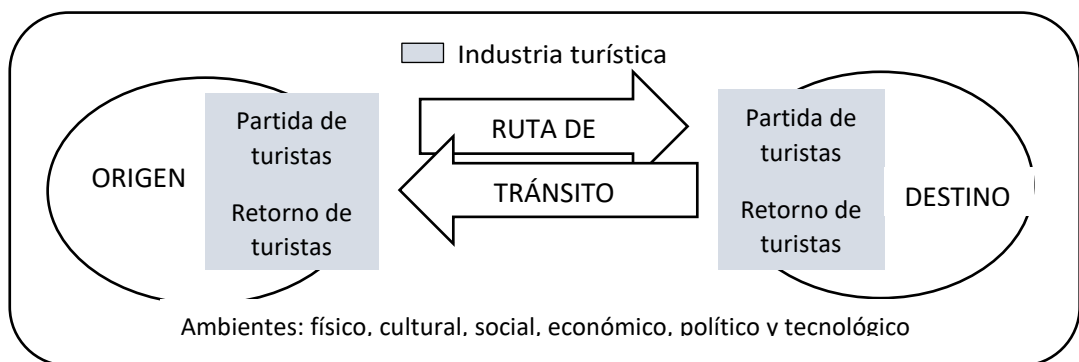 Industria turística
Partida de
turistas
ORIGEN
Retorno de
turistas
RUTA DE
TRÁNSITO
Partida de
turistas
DESTINO
Retorno de
turistas
Ambientes: físico, cultural, social, económico, político y tecnológico